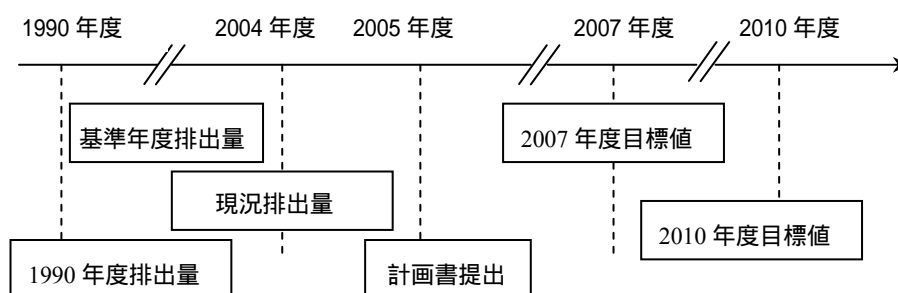 1990 年度
2004 年度
2005 年度
2007 年度
2010 年度
基準年度排出量
2007 年度目標値
現況排出量
2010 年度目標値
1990 年度排出量
計画書提出